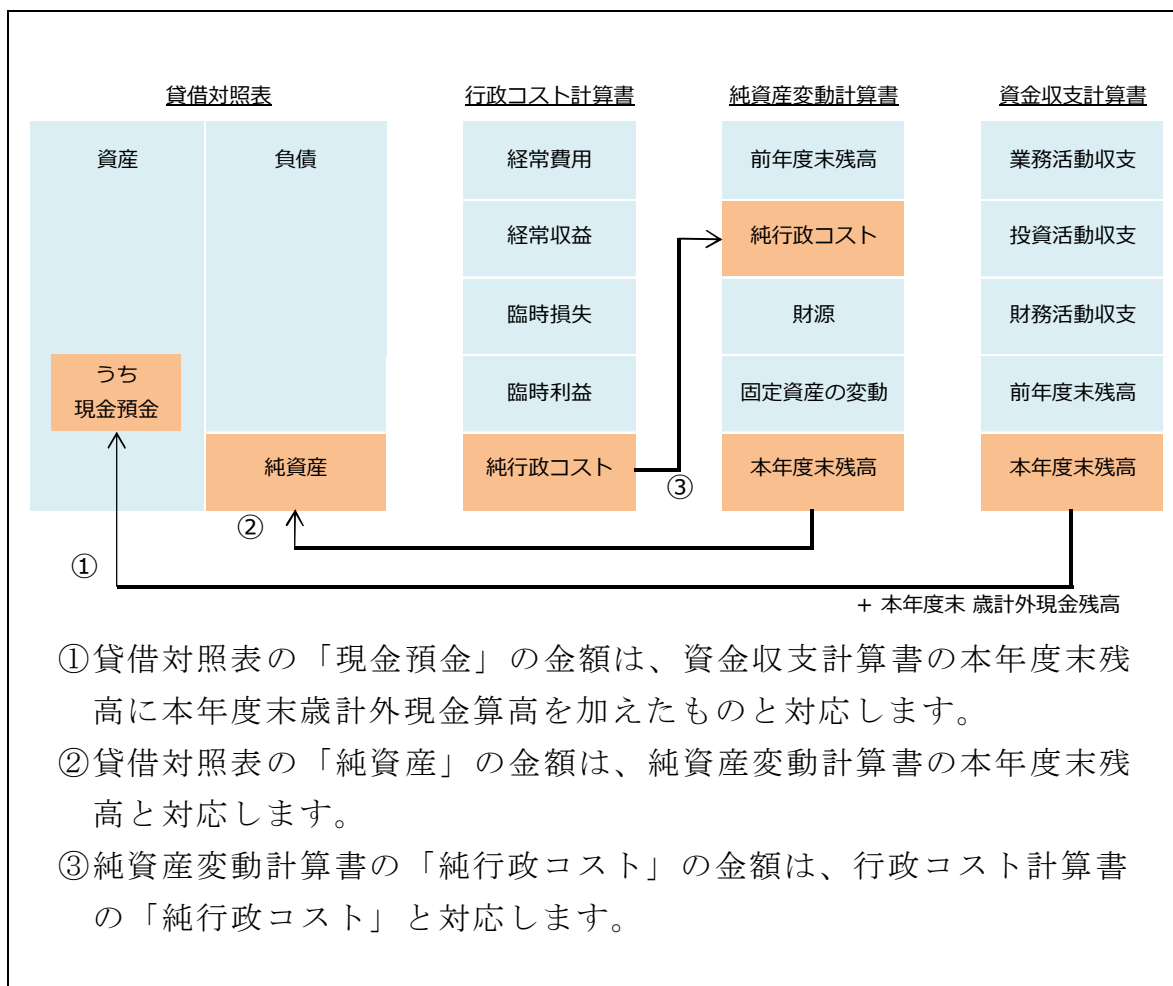 貸借対照表
行政コスト計算書
純資産変動計算書
資金収支計算書
資産
負債
経常費用
前年度末残高
業務活動収支
経常収益
純行政コスト
投資活動収支
臨時損失
財源
財務活動収支
うち
現金預金
臨時利益
固定資産の変動
前年度末残高
純資産
純行政コスト
本年度末残高
本年度末残高
③
②
①
+ 本年度末 歳計外現金残高
①貸借対照表の「現金預金」の金額は、資金収支計算書の本年度末残
高に本年度末歳計外現金算高を加えたものと対応します。
②貸借対照表の「純資産」の金額は、純資産変動計算書の本年度末残
高と対応します。
③純資産変動計算書の「純行政コスト」の金額は、行政コスト計算書
の「純行政コスト」と対応します。